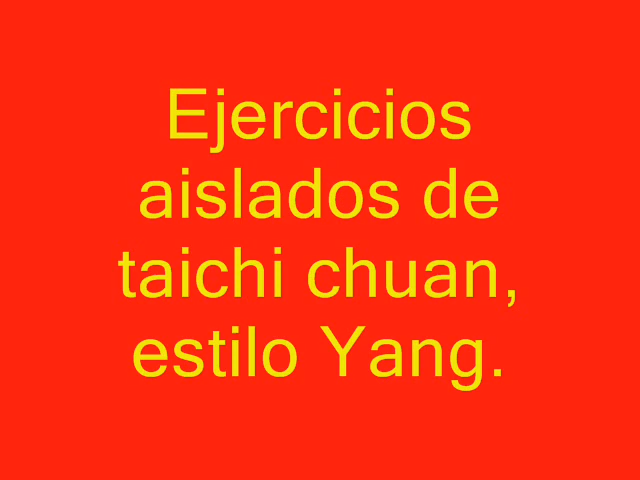 Ejercicios
aislados de
taichi chuan,
estilo Yang.